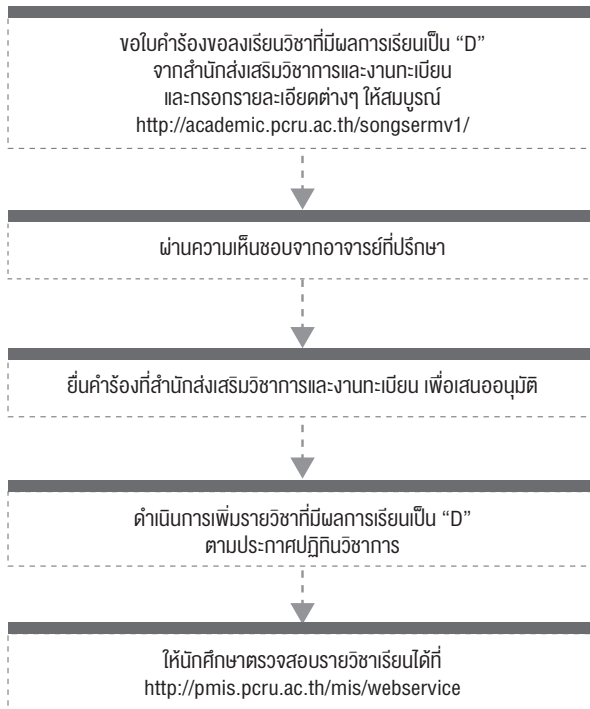 ขอใบคำร้องขอลงเรียนวิชาที่มีผลการเรียนเป็น “D”
จากสำนักส่งเสริมวิชาการและงานทะเบียน
และกรอกรายละเอียดต่างๆ ให้สมบูรณ์
http://academic.pcru.ac.th/songsermv1/
ผ่านความเห็นชอบจากอาจารย์ที่ปรึกษา
ยื่นคำร้องที่สำนักส่งเสริมวิชาการและงานทะเบียน เพื่อเสนออนุมัติ
ดำเนินการเพิ่มรายวิชาที่มีผลการเรียนเป็น “D”
ตามประกาศปฏิทินวิชาการ
ให้นักศึกษาตรวจสอบรายวิชาเรียนได้ที่
http://pmis.pcru.ac.th/mis/webservice